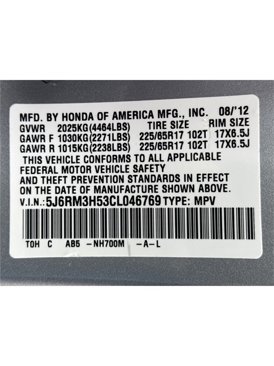 MFD. BY HONDA OF AMERICA MFG., INC. 08/'12
GVWR 2025KG(4464LBS) TIRE SIZE RIM SIZE
GAWR F 1030KG(2271LBS) 225/65R17 102T 17X6.5J
GAWR R 1015KG(2238LBS) 225/65R17 102T 17X6.5J
THIS VEHICLE CONFORMS TO ALL APPLICABLE
FEDERAL MOTOR VEHICLE SAFETY
AND THEFT PREVENTION STANDARDS IN EFFECT
ON THE DATE OF MANUFACTURE SHOWN ABOVE.
V.I.N.: 5J6RM3H53CL046769 TYPE: MPV
TOH C AB5 -NH700M -A-L